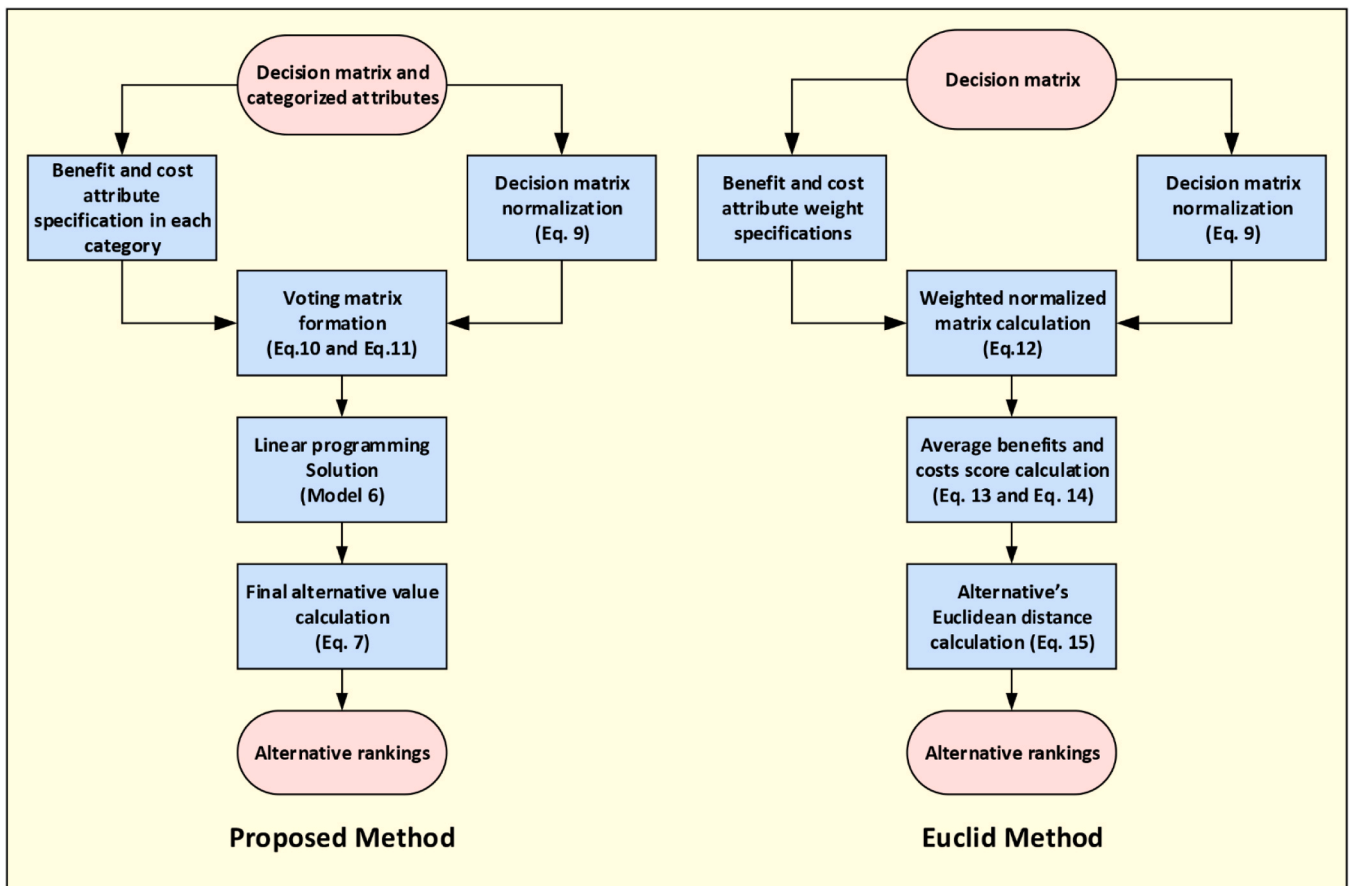 Decision matrix and
categorized attributes
Benefit and cost
attribute
specification in each
category
Decision matrix
normalization
(Eq. 9)
Voting matrix
formation
(Eq.10 and Eq.11)
Linear programming
Solution
(Model 6)
Final alternative value
calculation
(Eq. 7)
Alternative rankings
Proposed Method
Decision matrix
Benefit and cost
attribute weight
specifications
Decision matrix
normalization
(Eq. 9)
Weighted normalized
matrix calculation
(Eq.12)
Average benefits and
costs score calculation
(Eq. 13 and Eq. 14)
Alternative’s
Euclidean distance
calculation (Eq. 15)
Alternative rankings
Euclid Method